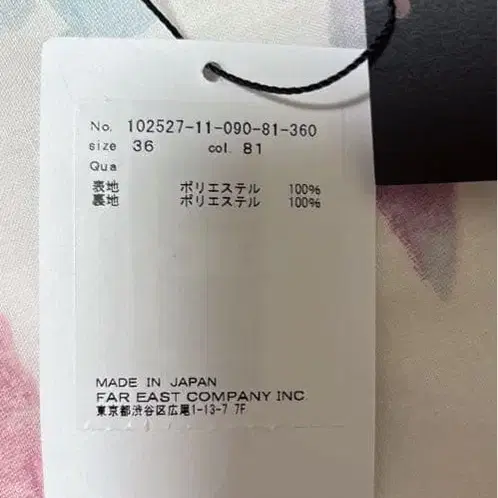 No. 102527-11-090-81-360
size 36 col. 81
Qua
表地 ポリエステル 100%
裏地 ポリエステル 100%
MADE IN JAPAN
FAR EAST COMPANY INC.
東京都渋谷区広尾1-13-7 7F